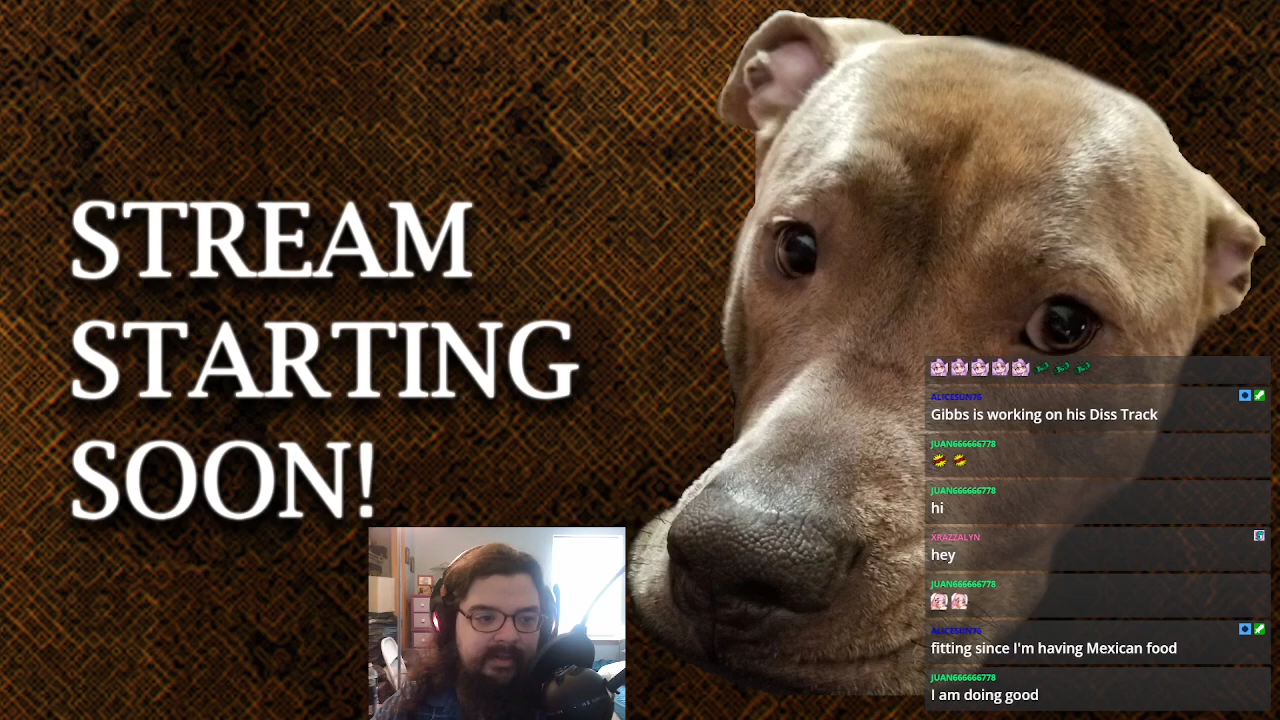 STREAM
STARTING
SOON!
ALICESUN76
Gibbs is working on his Diss Track
JUAN666666778
JUAN666666778
hi
XRAZZALYN
hey
JUAN666666778
ALICESUN76
fitting since I'm having Mexican food
JUAN666666778
I am doing good